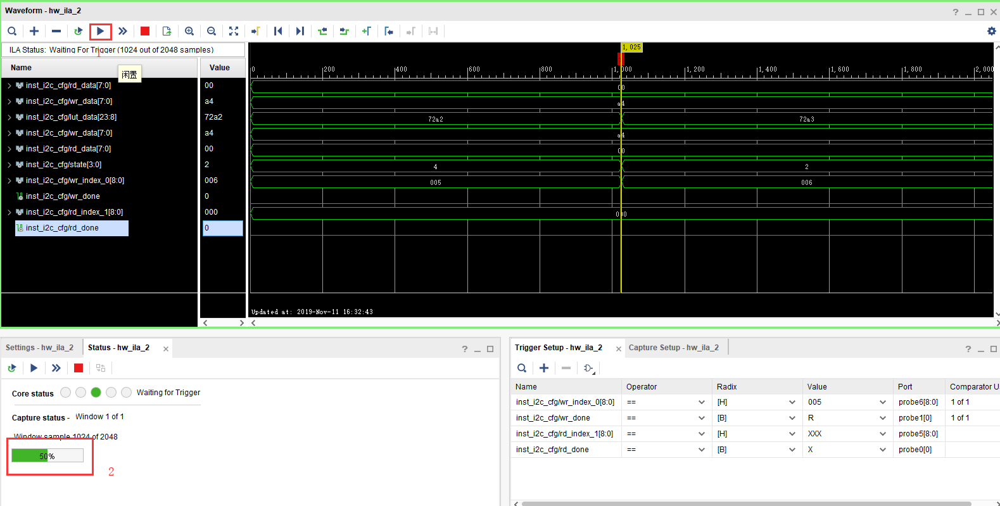 Waveform - hw_ila_2
ILA Status: Waiting For Trigger (1024 out of 2048 samples)
1
闲置
Name
Value
inst_i2c_cfg/rd_data[7:0]
00
inst_i2c_cfg/wr_data[7:0]
a4
inst_i2c_cfg/lut_data[23:8]
72a2
inst_i2c_cfg/wr_data[7:0]
a4
inst_i2c_cfg/rd_data[7:0]
00
inst_i2c_cfg/state[3:0]
2
inst_i2c_cfg/wr_index_0[8:0]
006
inst_i2c_cfg/wr_done
0
inst_i2c_cfg/rd_index_1[8:0]
000
inst_i2c_cfg/rd_done
0
1,025
0 200 400 600 800 1,000 1,200 1,400 1,600 1,800 2,000
00
a4
72a2 72a3
a4
00
4 2
005 006
000
Updated at: 2019-Nov-11 16:32:43
Settings - hw_ila_2 Status - hw_ila_2
Core status Waiting for Trigger
Capture status - Window 1 of 1
Window sample 1024 of 2048
50%
2
Trigger Setup - hw_ila_2 Capture Setup - hw_ila_2
Name Operator Radix Value Port Comparator U
inst_i2c_cfg/wr_index_0[8:0] == [H] 005 probe6[8:0] 1 of 1
inst_i2c_cfg/wr_done == [B] R probe1[0] 1 of 1
inst_i2c_cfg/rd_index_1[8:0] == [H] XXX probe5[8:0]
inst_i2c_cfg/rd_done == [B] X probe0[0]